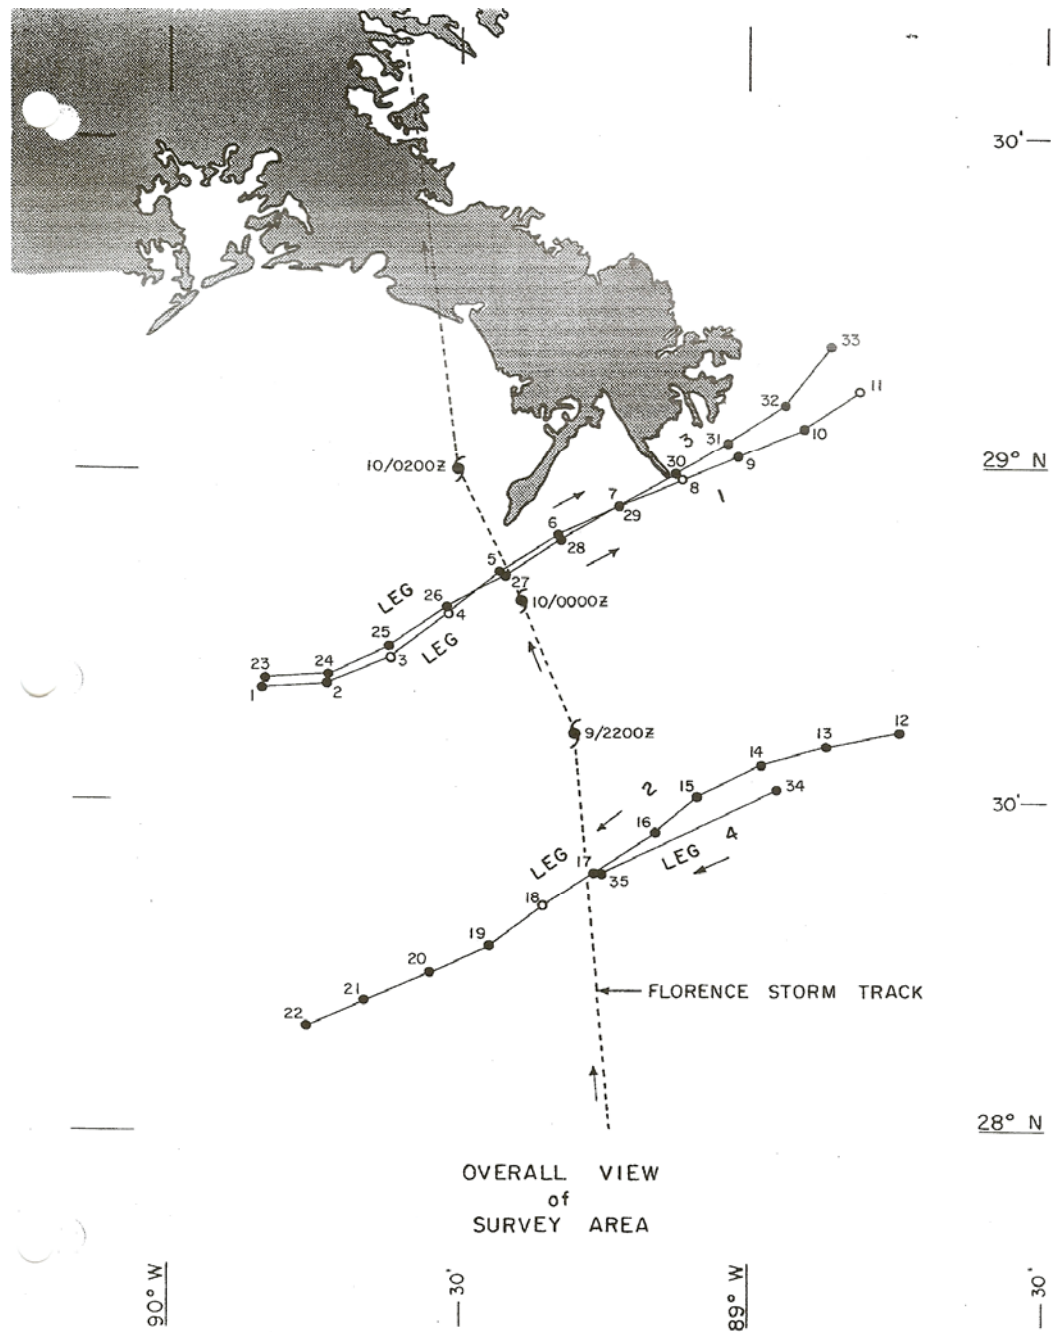 30'
33
11
32
3
31
10
10/0200Z
30
9
29° N
8
1
7
29
6
28
5
27
26
LEG
10/0000Z
4
25
LEG
3
23
24
1
2
12
9/2200Z
13
14
2
15
34
30'
16
4
LEG
LEG
17
35
18
19
20
FLORENCE STORM TRACK
21
22
28° N
OVERALL VIEW
of
SURVEY AREA
90° W
30'
89° W
30'